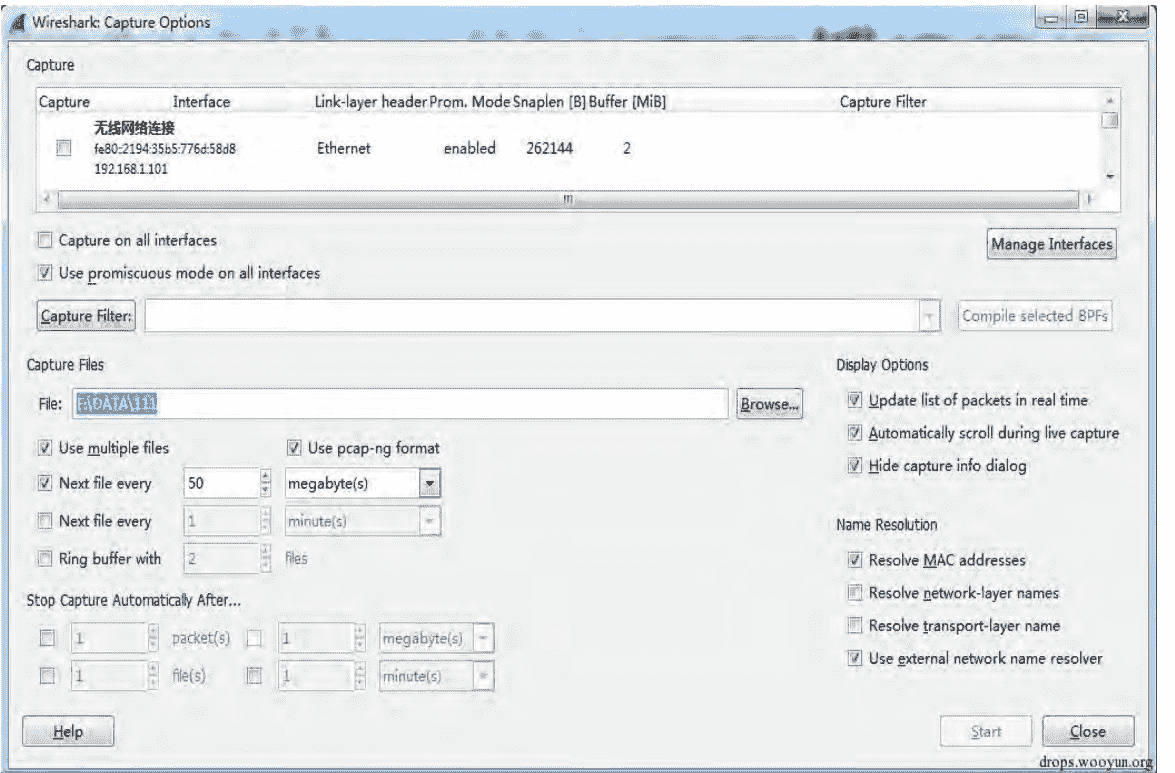 Wireshark: Capture Options
Capture
Capture Interface Link-layer header Prom. Mode Snaplen [B] Buffer [MiB] Capture Filter
无线网络连接
fe80::2194:35b5:776d:58d8
Ethernet enabled 262144 2
192.168.1.101
Capture on all interfaces
Manage Interfaces
Use promiscuous mode on all interfaces
Capture Filter: Compile selected BPFs
Capture Files Display Options
File: F:\DATA\111 Browse... Update list of packets in real time
Automatically scroll during live capture
Use multiple files Use pcap-ng format
Hide capture info dialog
Next file every 50 megabyte(s)
Next file every 1 minute(s) Name Resolution
Ring buffer with 2 files Resolve MAC addresses
Resolve network-layer names
Stop Capture Automatically After...
Resolve transport-layer name
1 packet(s) 1 megabyte(s)
Use external network name resolver
1 file(s) 1 minute(s)
Help Start Close
drops.wooyun.org